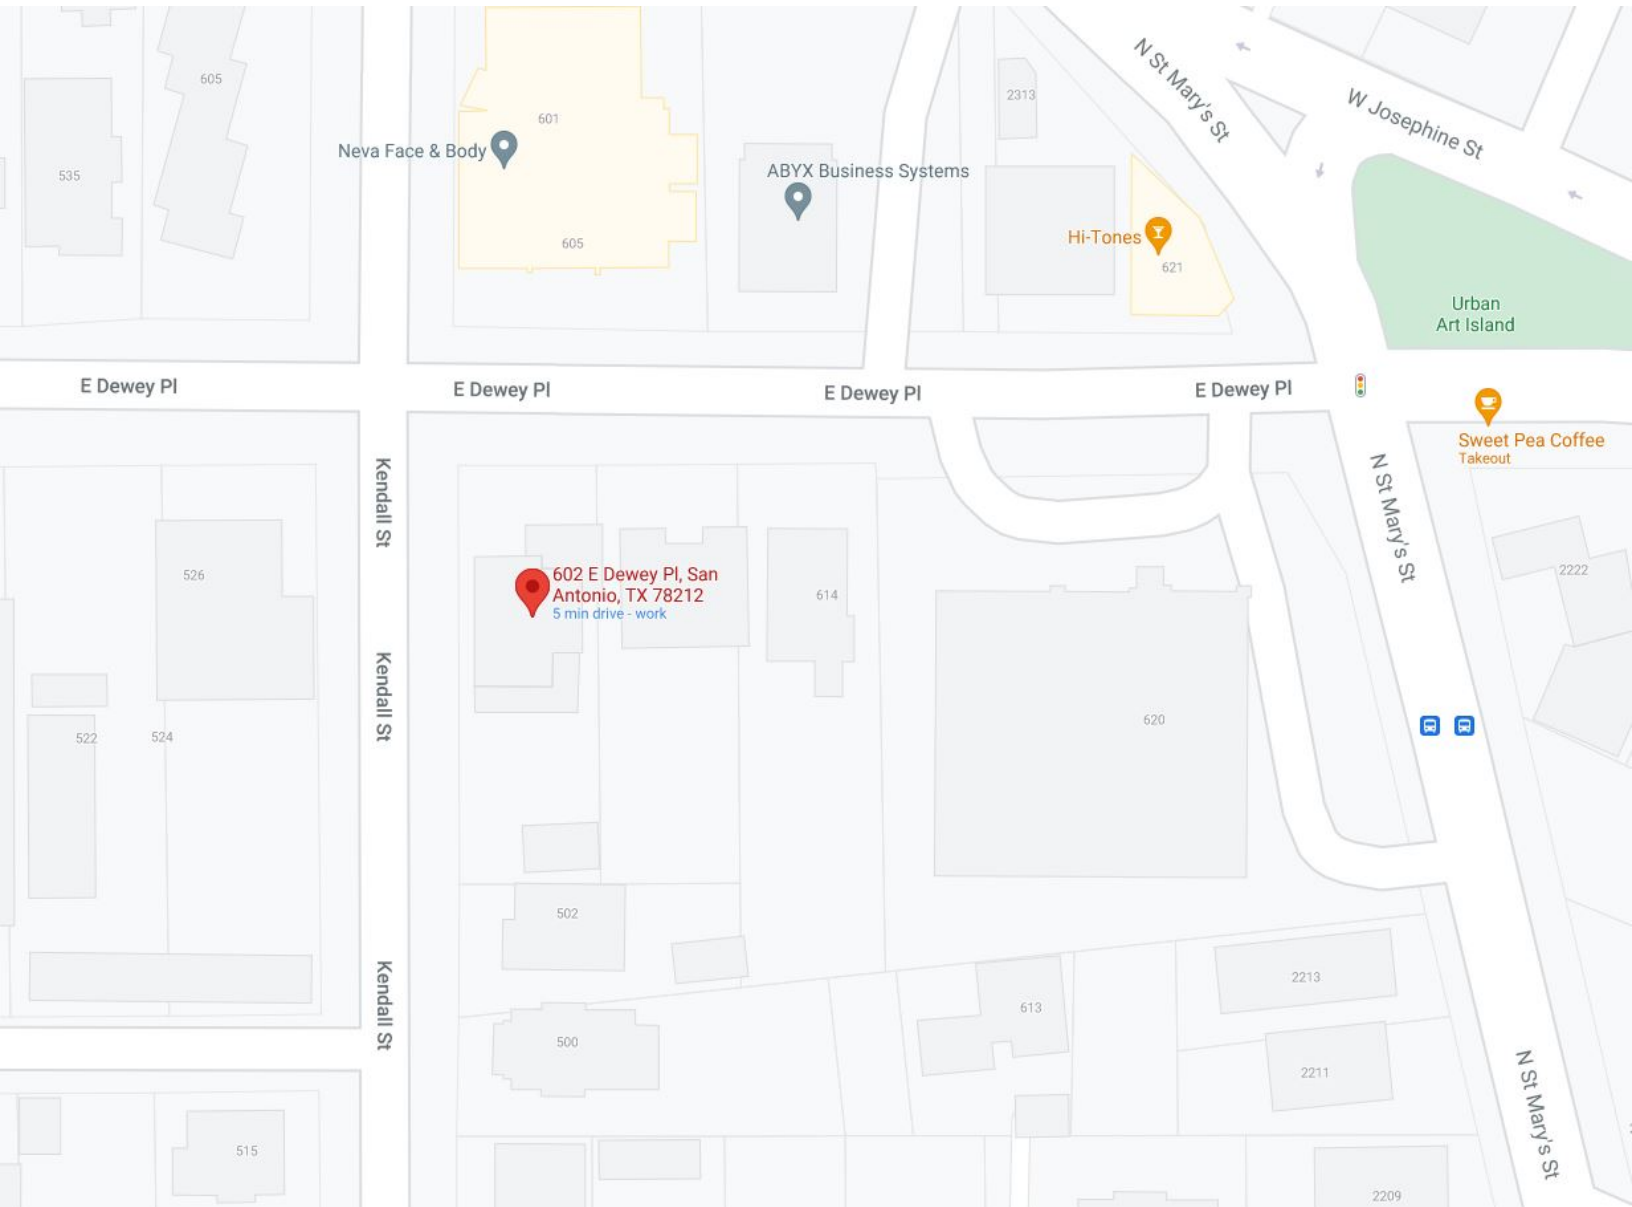 605
601
2313
N St Mary's St
W Josephine St
Neva Face & Body
535
ABYX Business Systems
605
Hi-Tones
621
Urban
Art Island
E Dewey Pl
E Dewey Pl
E Dewey Pl
E Dewey Pl
Sweet Pea Coffee
Takeout
Kendall St
N St Mary's St
526
602 E Dewey Pl, San
Antonio, TX 78212
5 min drive - work
614
2222
Kendall St
620
522
524
502
Kendall St
2213
613
500
2211
N St Mary's St
515
2209